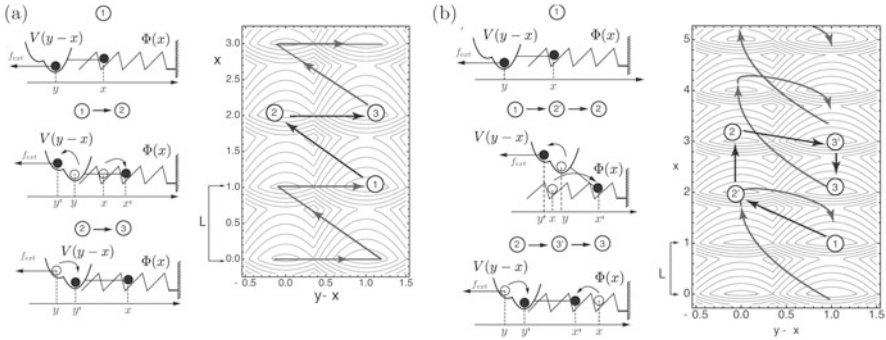 (a)
①
V(y−x) Φ(x)
f_ext
y x
① → ②
V(y−x) Φ(x)
f_ext
y' y x x'
② → ③
V(y−x) Φ(x)
f_ext
y y' x
x
3.0
2.5
2.0
1.5
1.0
0.5
0.0
L
② ③
①
0.0 0.5 1.0 1.5
y - x
(b)
①
V(y−x) Φ(x)
f_ext
y x
① → ②' → ②
V(y−x)
f_ext
Φ(x)
y' x y x'
② → ③' → ③
V(y−x) Φ(x)
f_ext
y y' x' x
x
5
4
3
2
1
0
L
② ③'
②' ③
①
-0.5 0.0 0.5 1.0 1.5
y - x